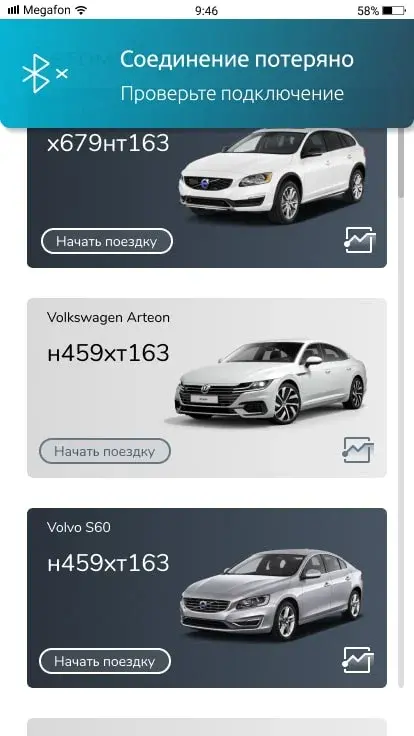 Megafon
9:46
58%
Соединение потеряно
Проверьте подключение
х679нт163
Начать поездку
Volkswagen Arteon
н459хт163
Начать поездку
Volvo S60
н459хт163
Начать поездку